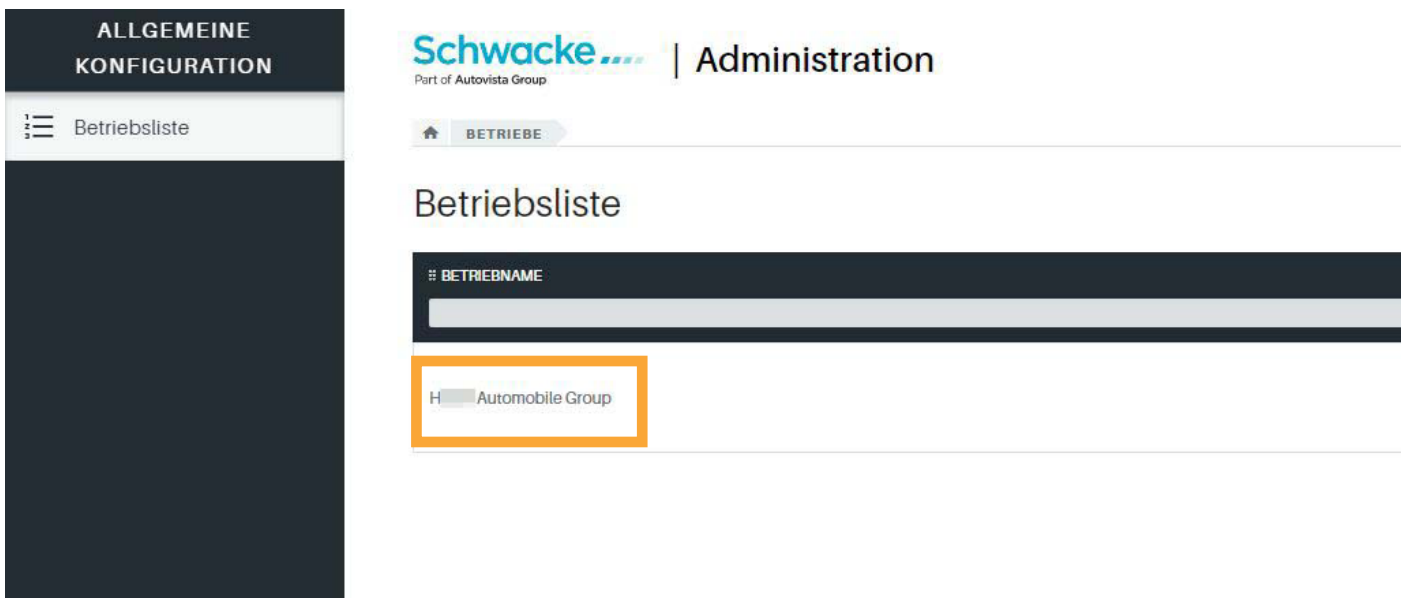 ALLGEMEINE
KONFIGURATION
Betriebsliste
Schwacke....
Part of Autovista Group
| Administration
BETRIEBE
Betriebsliste
BETRIEBNAME
H Automobile Group